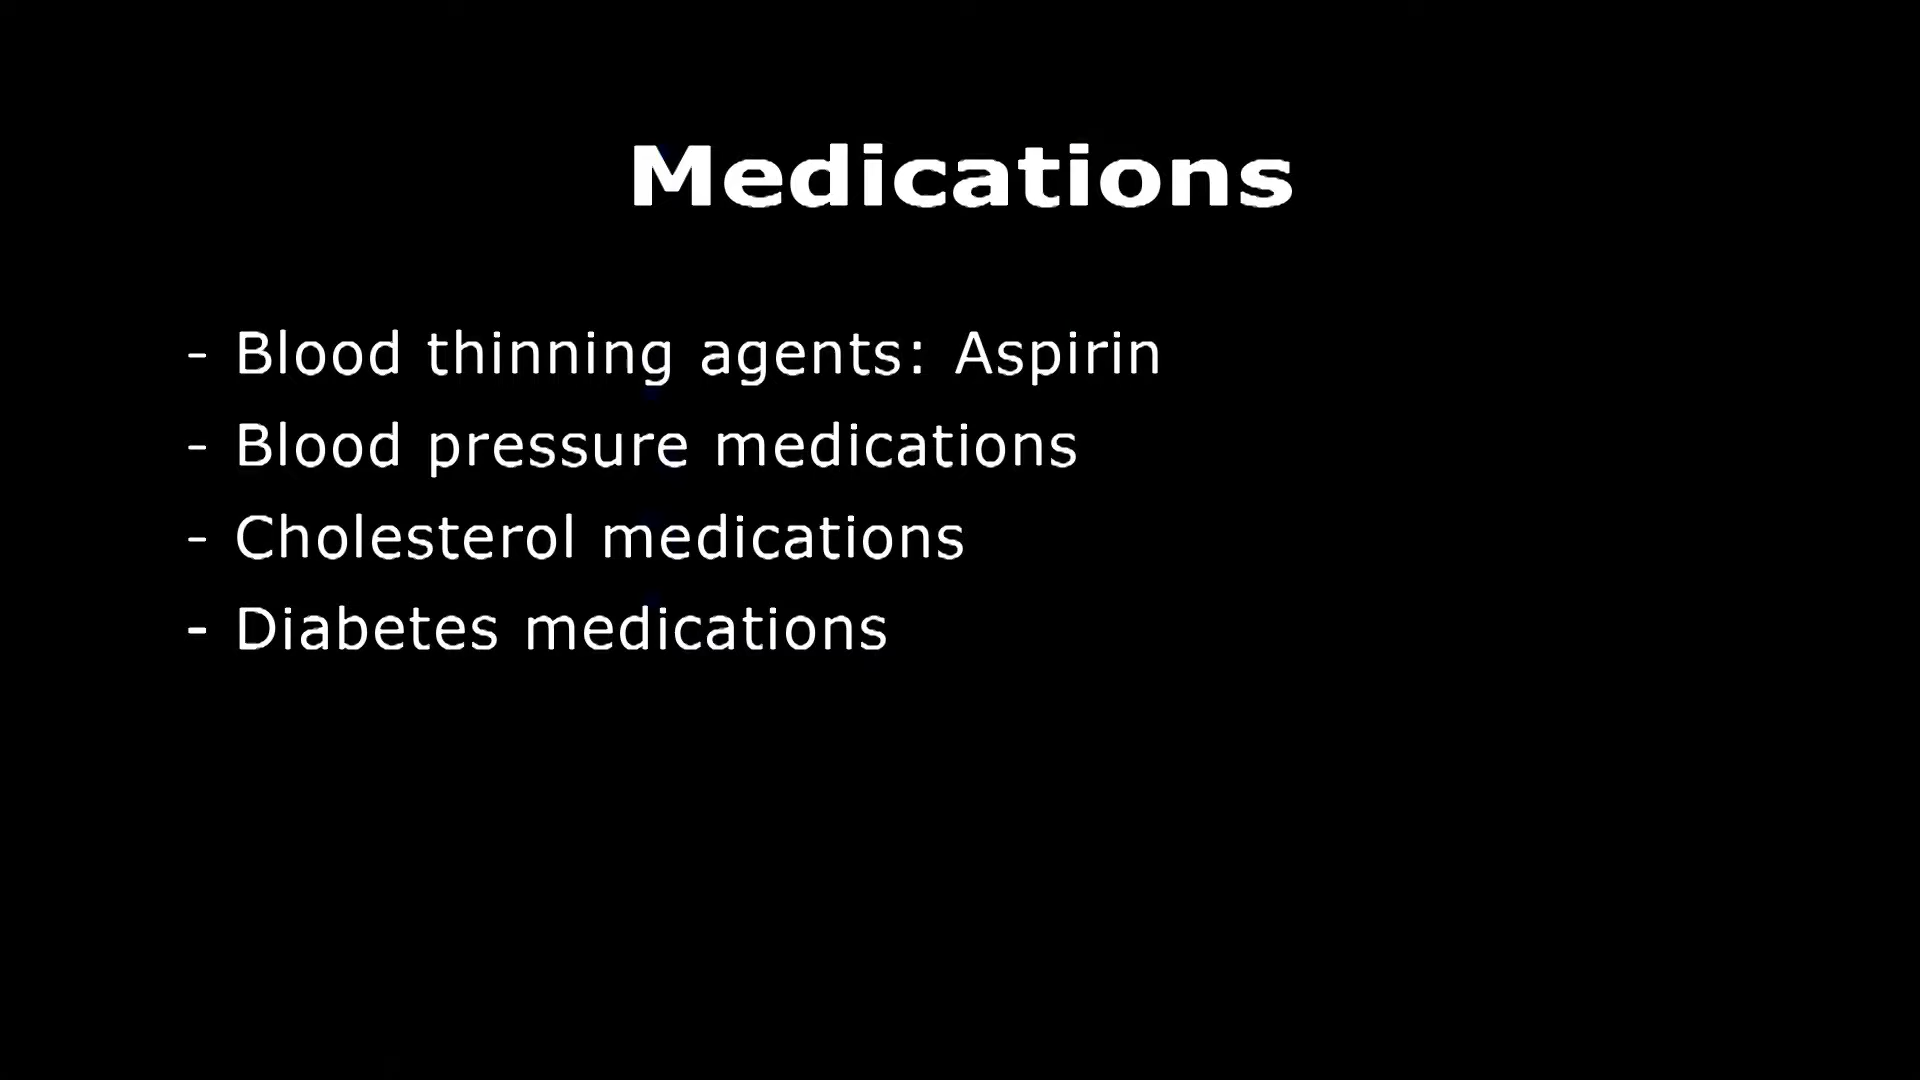 Medications
- Blood thinning agents: Aspirin
- Blood pressure medications
- Cholesterol medications
- Diabetes medications